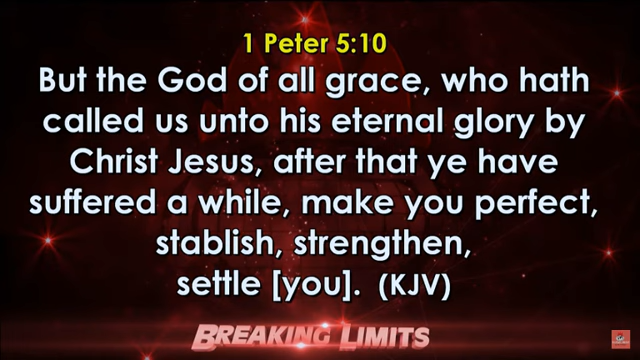 1 Peter 5:10
But the God of all grace, who hath
called us unto his eternal glory by
Christ Jesus, after that ye have
suffered a while, make you perfect,
stablish, strengthen,
settle [you]. (KJV)
BREAKING LIMITS